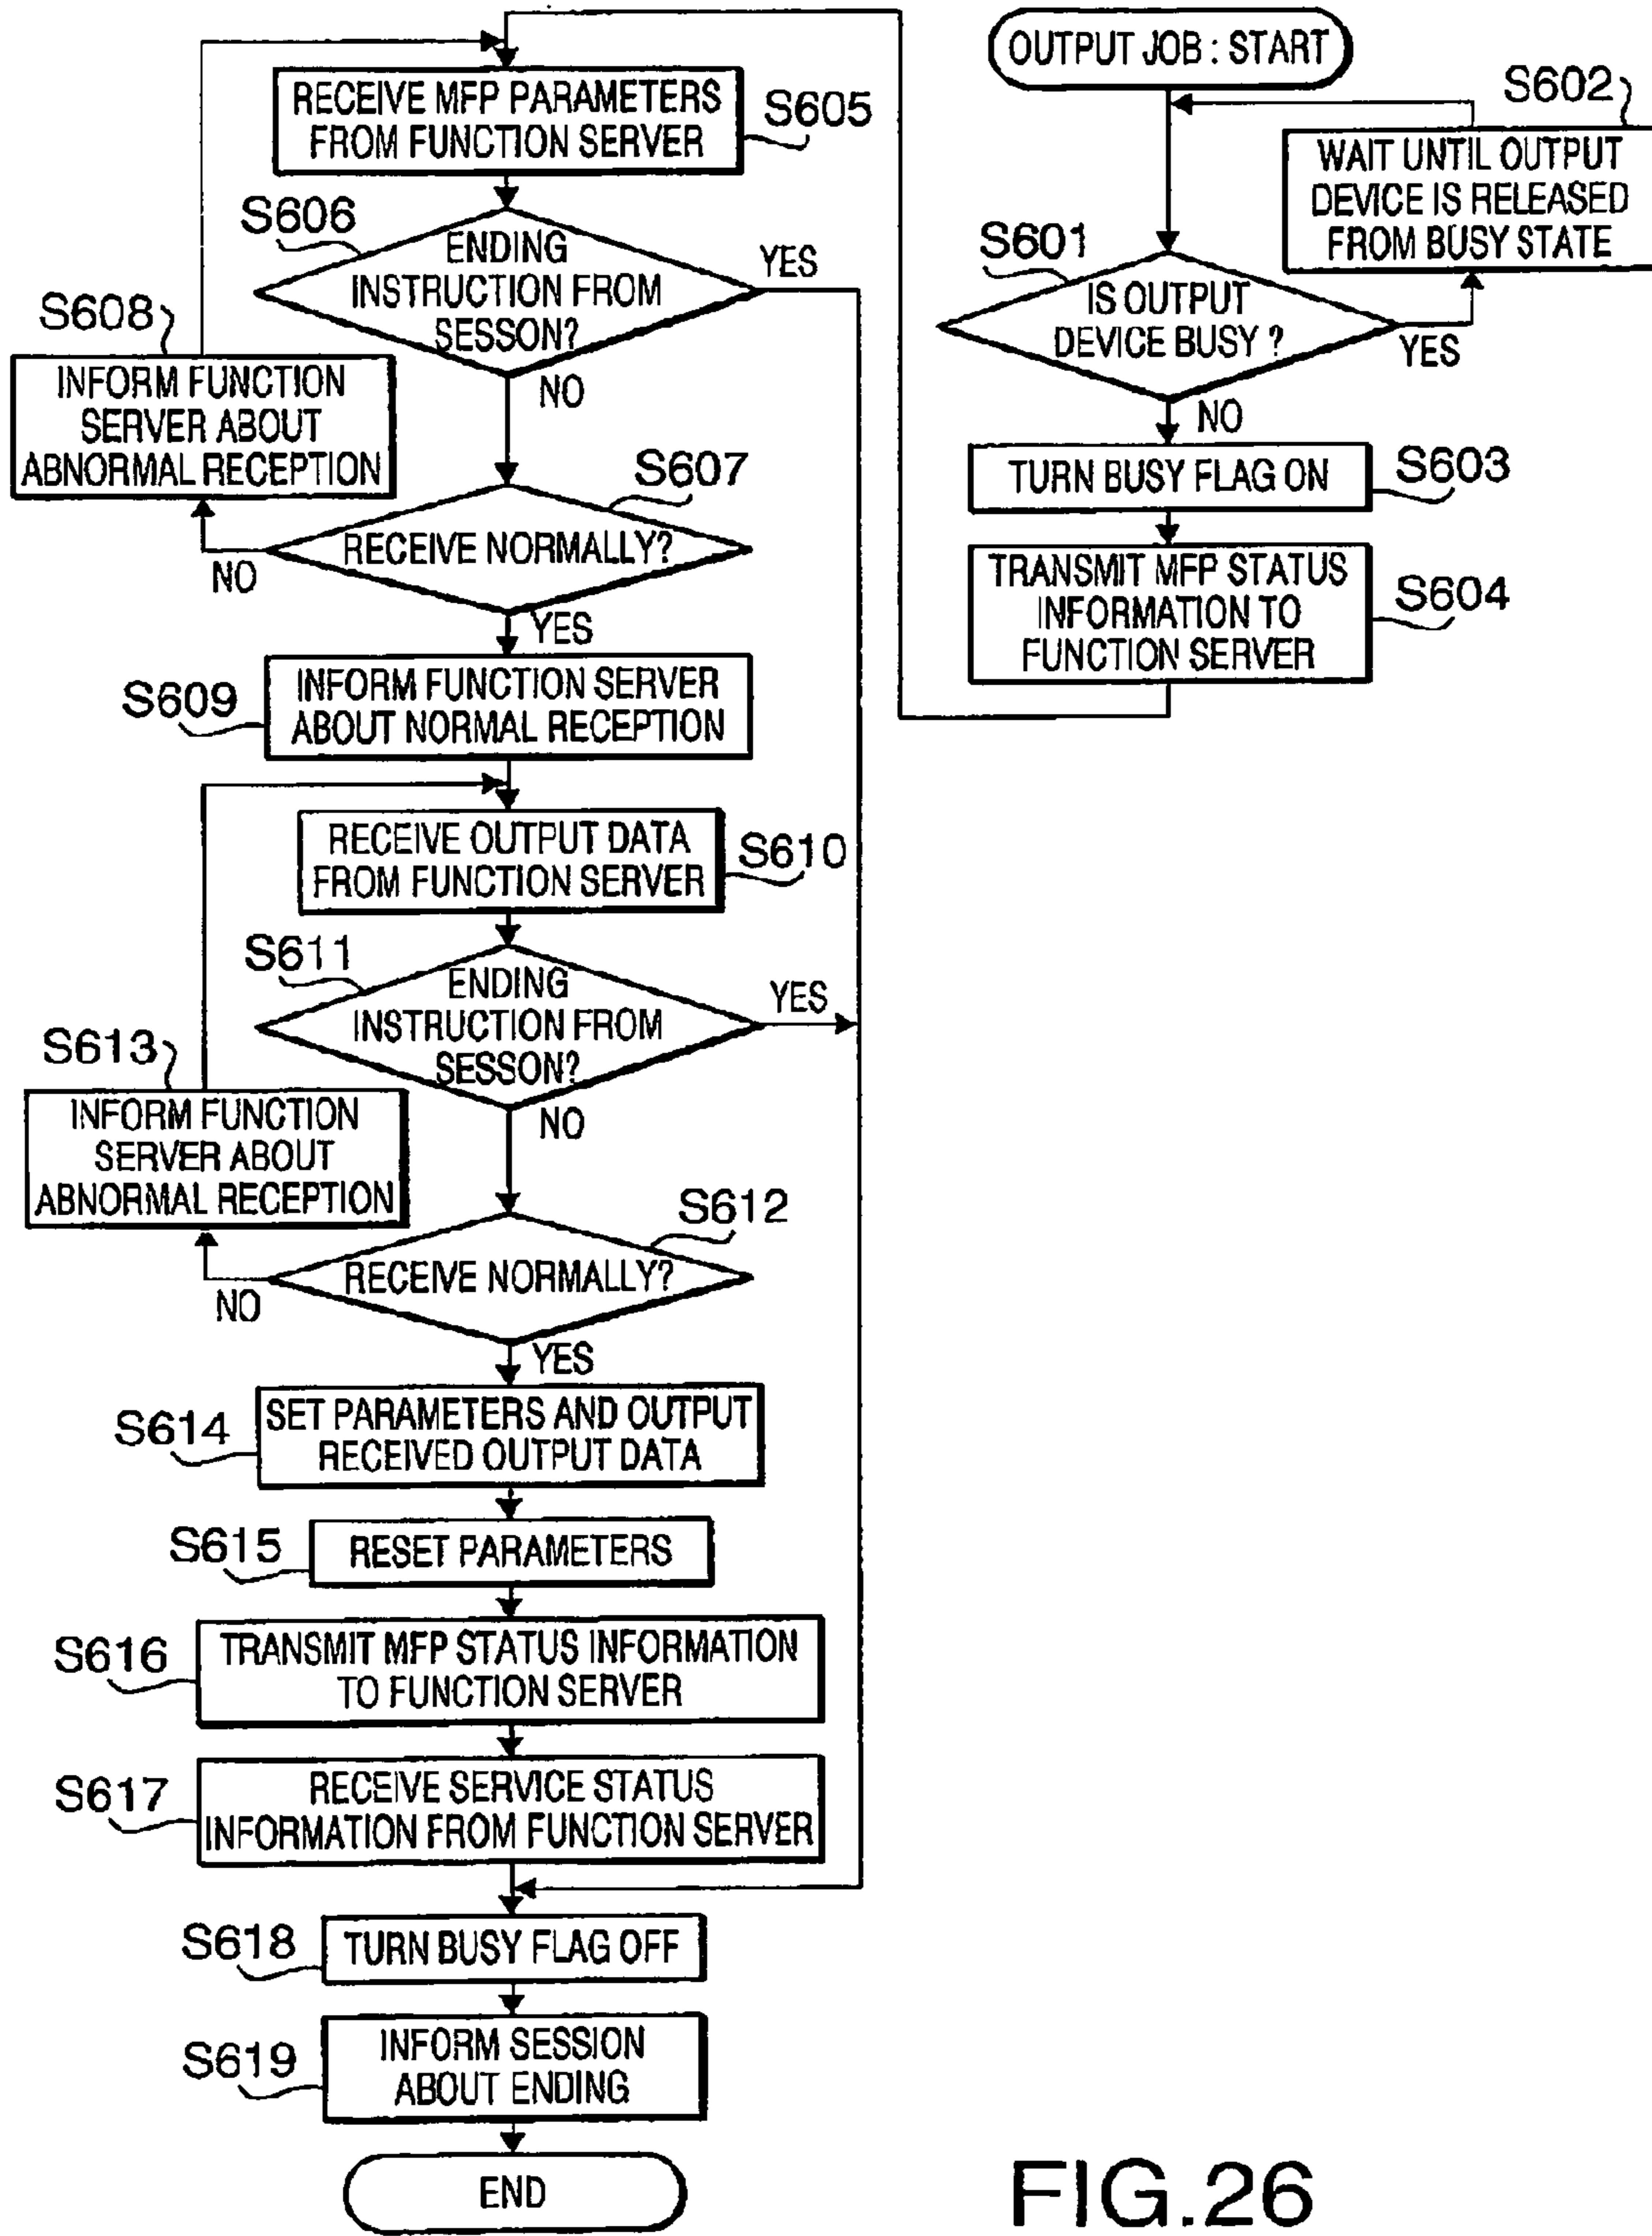 OUTPUT JOB : START
S602
WAIT UNTIL OUTPUT
DEVICE IS RELEASED
FROM BUSY STATE
S601
IS OUTPUT
DEVICE BUSY ?
YES
NO
TURN BUSY FLAG ON
S603
TRANSMIT MFP STATUS
INFORMATION TO
FUNCTION SERVER
S604
RECEIVE MFP PARAMETERS
FROM FUNCTION SERVER
S605
S606
ENDING
INSTRUCTION FROM
SESSON?
YES
NO
S608
INFORM FUNCTION
SERVER ABOUT
ABNORMAL RECEPTION
S607
RECEIVE NORMALLY?
NO
YES
S609
INFORM FUNCTION SERVER
ABOUT NORMAL RECEPTION
RECEIVE OUTPUT DATA
FROM FUNCTION SERVER
S610
S611
ENDING
INSTRUCTION FROM
SESSON?
YES
NO
S613
INFORM FUNCTION
SERVER ABOUT
ABNORMAL RECEPTION
S612
RECEIVE NORMALLY?
NO
YES
S614
SET PARAMETERS AND OUTPUT
RECEIVED OUTPUT DATA
S615
RESET PARAMETERS
S616
TRANSMIT MFP STATUS INFORMATION
TO FUNCTION SERVER
S617
RECEIVE SERVICE STATUS
INFORMATION FROM FUNCTION SERVER
S618
TURN BUSY FLAG OFF
S619
INFORM SESSION
ABOUT ENDING
END
FIG.26